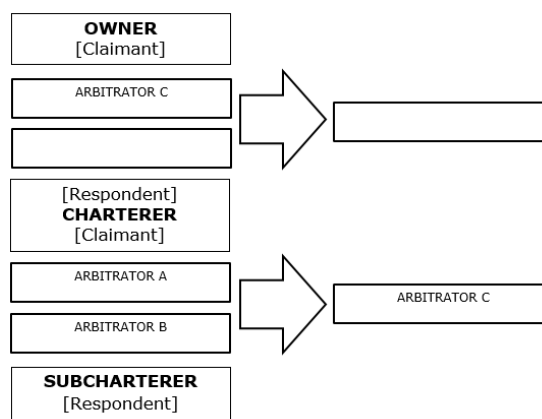 OWNER
[Claimant]
ARBITRATOR C
[Respondent]
CHARTERER
[Claimant]
ARBITRATOR A
ARBITRATOR B
ARBITRATOR C
SUBCHARTERER
[Respondent]